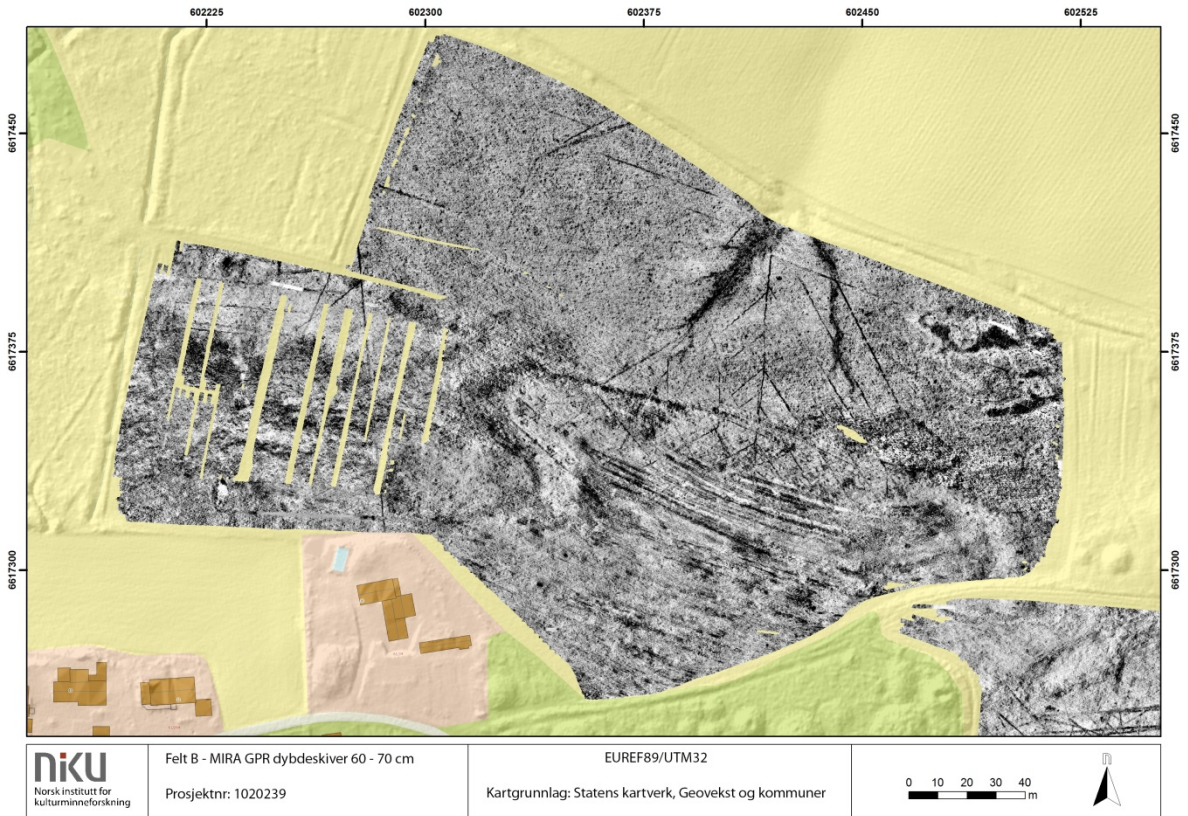 602225 602300 602375 602450 602525
6617450 6617450
6617375 6617375
6617300 6617300
niku
Norsk institutt for
kulturminneforskning
Felt B - MIRA GPR dybdeskiver 60 - 70 cm
Prosjektnr: 1020239
EUREF89/UTM32
Kartgrunnlag: Statens kartverk, Geovekst og kommuner
0 10 20 30 40
m
n